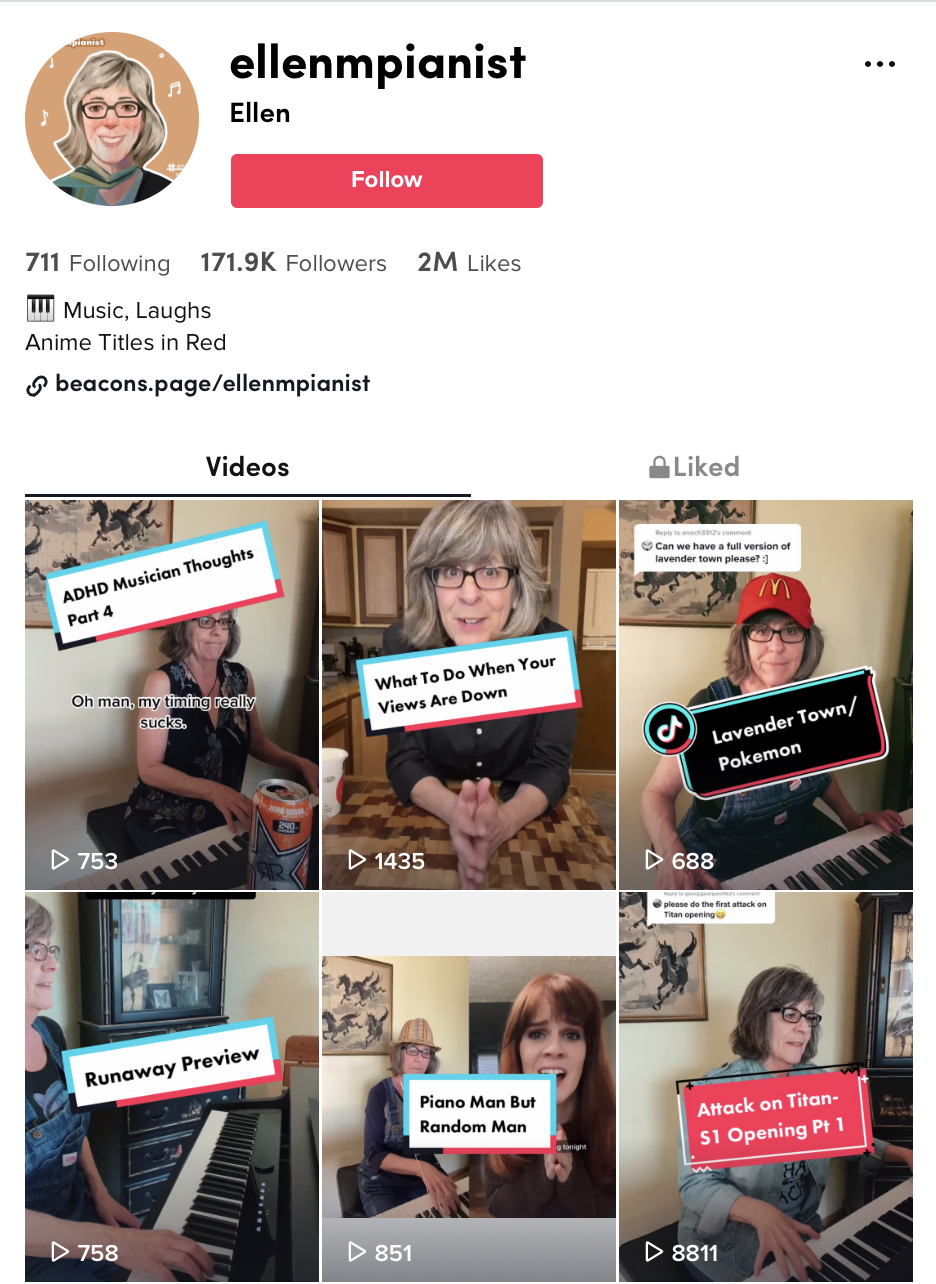 mpianist
ellenmpianist
Ellen
Follow
711 Following 171.9K Followers 2M Likes
Music, Laughs
Anime Titles in Red
beacons.page/ellenmpianist
Videos
Liked
ADHD Musician Thoughts
Part 4
Oh man, my timing really
sucks.
240
753
What To Do When Your
Views Are Down
1435
Reply to enoch3312's comment
Can we have a full version of
lavender town please? :]
Lavender Town/
Pokemon
688
Runaway Preview
758
Piano Man But
Random Man
g tonight
851
please do the first attack on
Titan opening😄
Attack on Titan-
S1 Opening Pt 1
8811